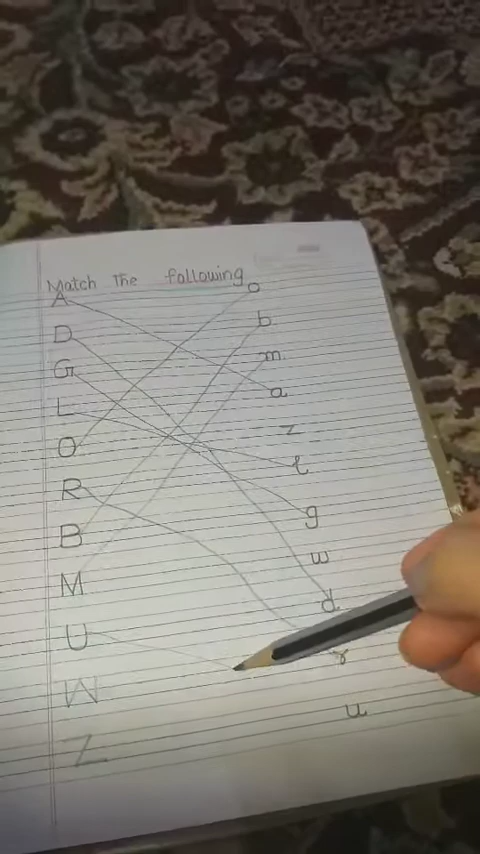 Match the following
A o
D b
G m
L a
O z
R l
B g
M w
U d
W r
Z u